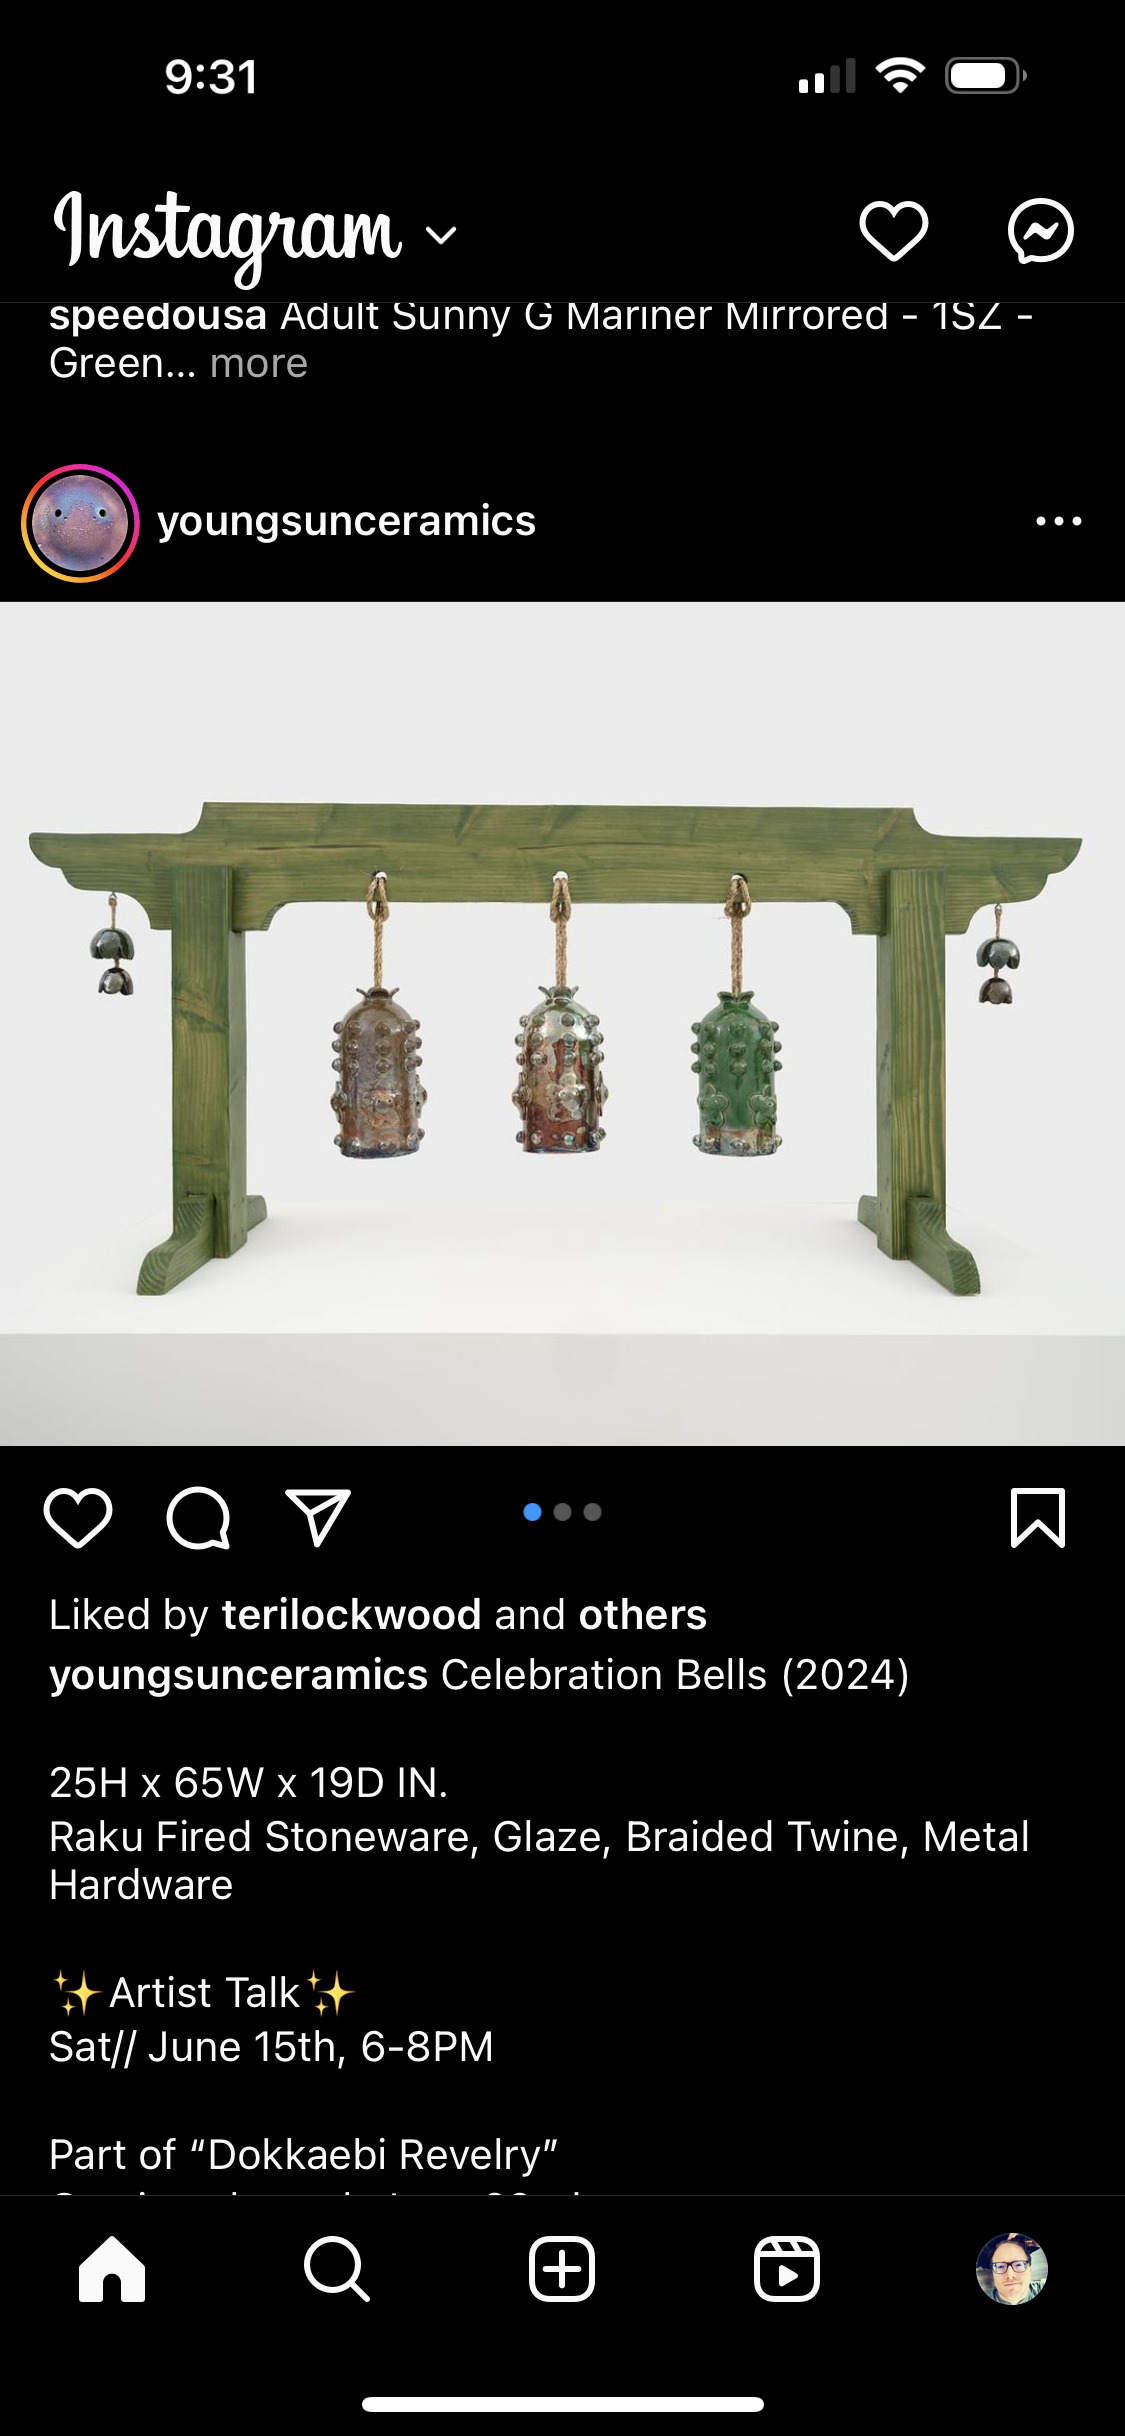 9:31
Instagram
speedousa Adult Sunny G Mariner Mirrored - 1SZ -
Green... more
youngsunceramics
Liked by terilockwood and others
youngsunceramics Celebration Bells (2024)
25H x 65W x 19D IN.
Raku Fired Stoneware, Glaze, Braided Twine, Metal
Hardware
✨Artist Talk✨
Sat// June 15th, 6-8PM
Part of “Dokkaebi Revelry”